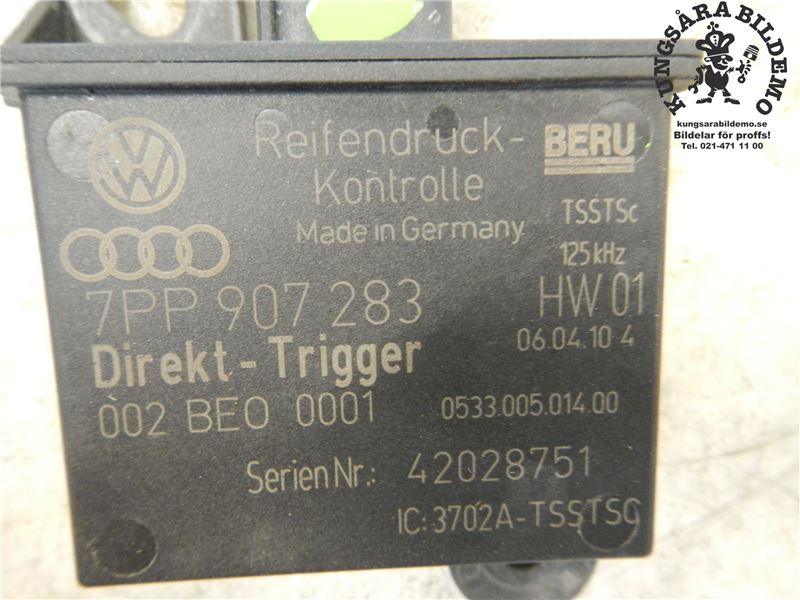 KUNGSÅRA BILDEMO
kungsarabildemo.se
Bildelar för proffs!
Tel. 021-471 11 00
Reifendruck-
Kontrolle
Made in Germany
BERU
TSSTSc
125kHz
7PP 907 283
HW 01
06.04.10 4
Direkt-Trigger
002 BE0 0001
0533.005.014.00
Serien Nr.: 42028751
IC: 3702A-TSSTSC